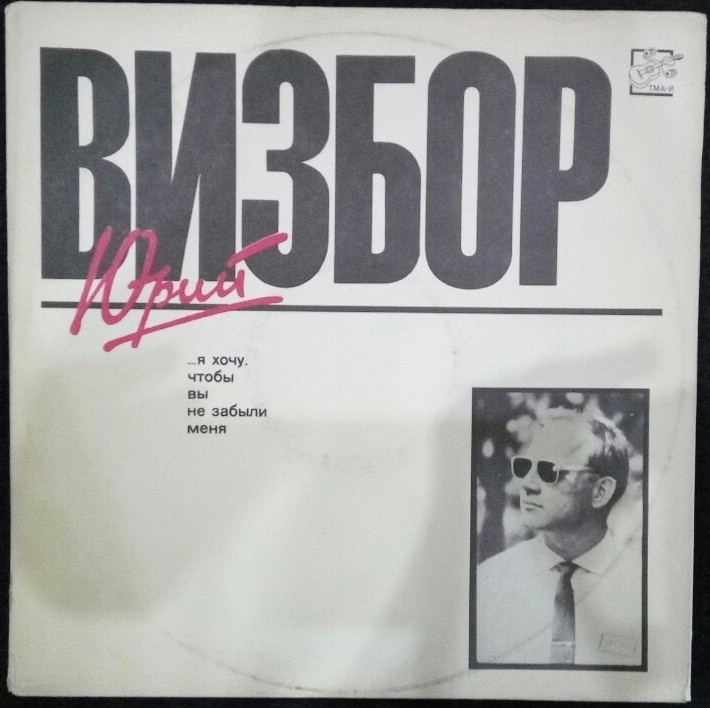 ВИЗБОР
Юрий
ТМА-И
...я хочу,
чтобы
вы
не забыли
меня